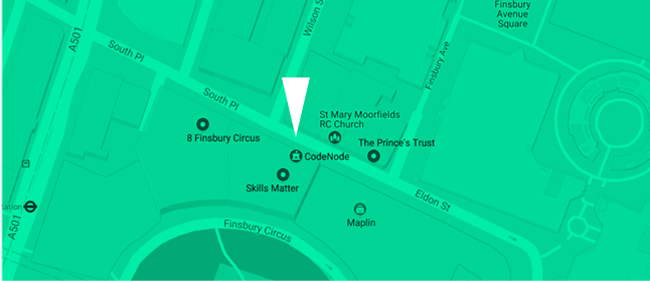 Finsbury
Avenue
Square
Wilson S
A501
South Pl
Finsbury Ave
South Pl
St Mary Moorfields
RC Church
8 Finsbury Circus
The Prince's Trust
CodeNode
Skills Matter
Eldon St
tation
A501
Maplin
Finsbury Circus